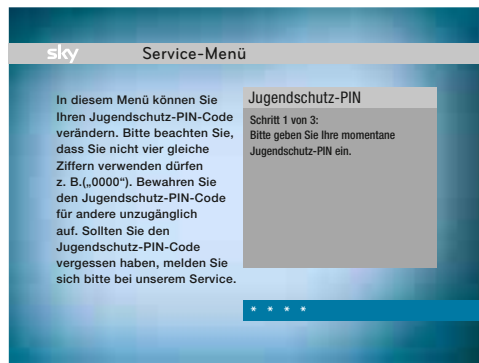 sky Service-Menü
In diesem Menü können Sie
Ihren Jugendschutz-PIN-Code
verändern. Bitte beachten Sie,
dass Sie nicht vier gleiche
Ziffern verwenden dürfen
z. B.(„0000“). Bewahren Sie
den Jugendschutz-PIN-Code
für andere unzugänglich
auf. Sollten Sie den
Jugendschutz-PIN-Code
vergessen haben, melden Sie
sich bitte bei unserem Service.
Jugendschutz-PIN
Schritt 1 von 3:
Bitte geben Sie Ihre momentane
Jugendschutz-PIN ein.
* * * *